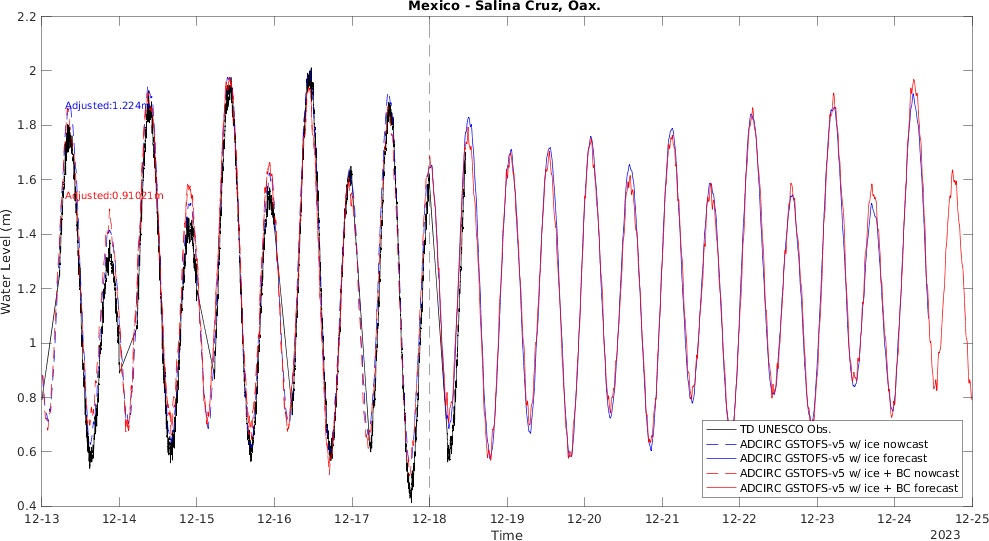 Mexico - Salina Cruz, Oax.
2.2
2
1.8
1.6
1.4
1.2
1
0.8
0.6
0.4
Water Level (m)
Adjusted:1.224m
Adjusted:0.91021m
TD UNESCO Obs.
ADCIRC GSTOFS-v5 w/ ice nowcast
ADCIRC GSTOFS-v5 w/ ice forecast
ADCIRC GSTOFS-v5 w/ ice + BC nowcast
ADCIRC GSTOFS-v5 w/ ice + BC forecast
12-13 12-14 12-15 12-16 12-17 12-18 12-19 12-20 12-21 12-22 12-23 12-24 12-25
Time
2023